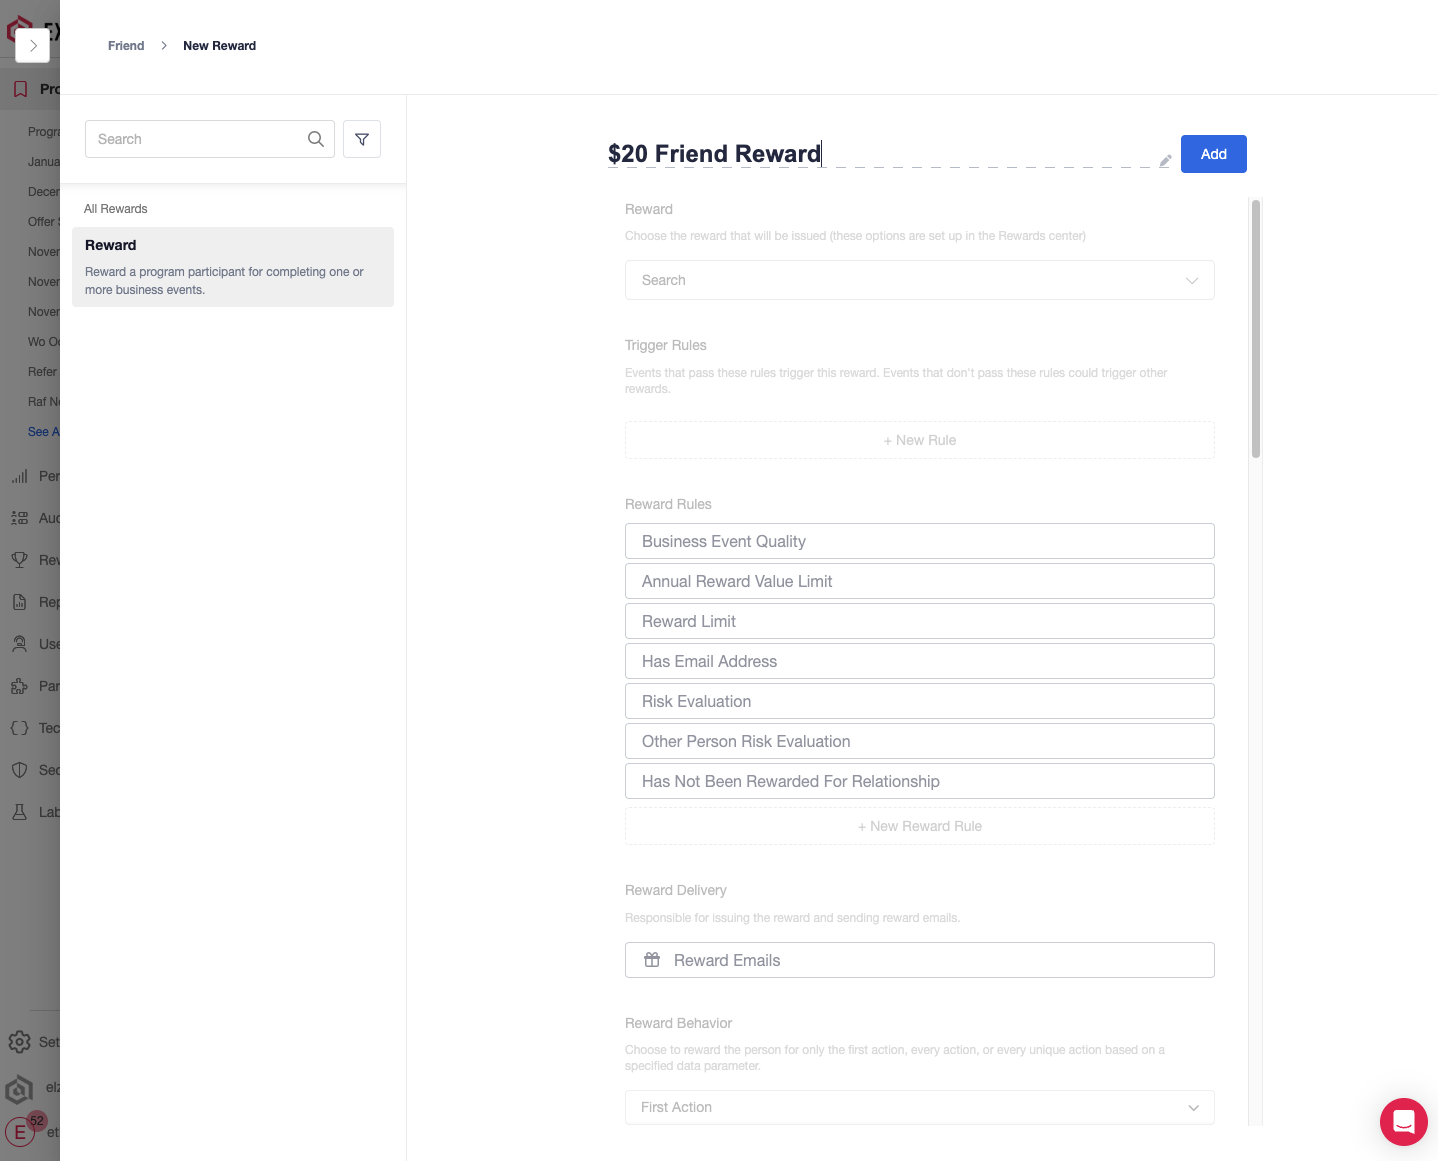 Friend
New Reward
Search
All Rewards
Reward
Reward a program participant for completing one or
more business events.
$20 Friend Reward
Add
Reward
Choose the reward that will be issued (these options are set up in the Rewards center)
Search
Trigger Rules
Events that pass these rules trigger this reward. Events that don't pass these rules could trigger other
rewards.
+ New Rule
Reward Rules
Business Event Quality
Annual Reward Value Limit
Reward Limit
Has Email Address
Risk Evaluation
Other Person Risk Evaluation
Has Not Been Rewarded For Relationship
+ New Reward Rule
Reward Delivery
Responsible for issuing the reward and sending reward emails.
Reward Emails
Reward Behavior
Choose to reward the person for only the first action, every action, or every unique action based on a
specified data parameter.
First Action
Offer
Refer
See A
52
E